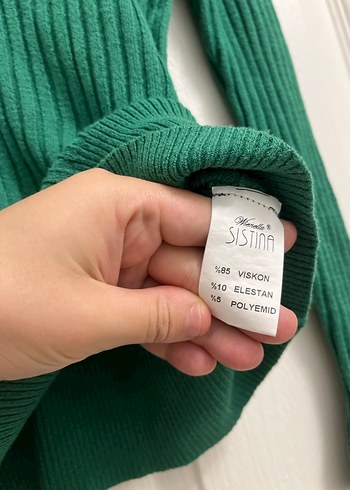 SISTINA
%85 VISKON
%10 ELESTAN
%5 POLYEMID